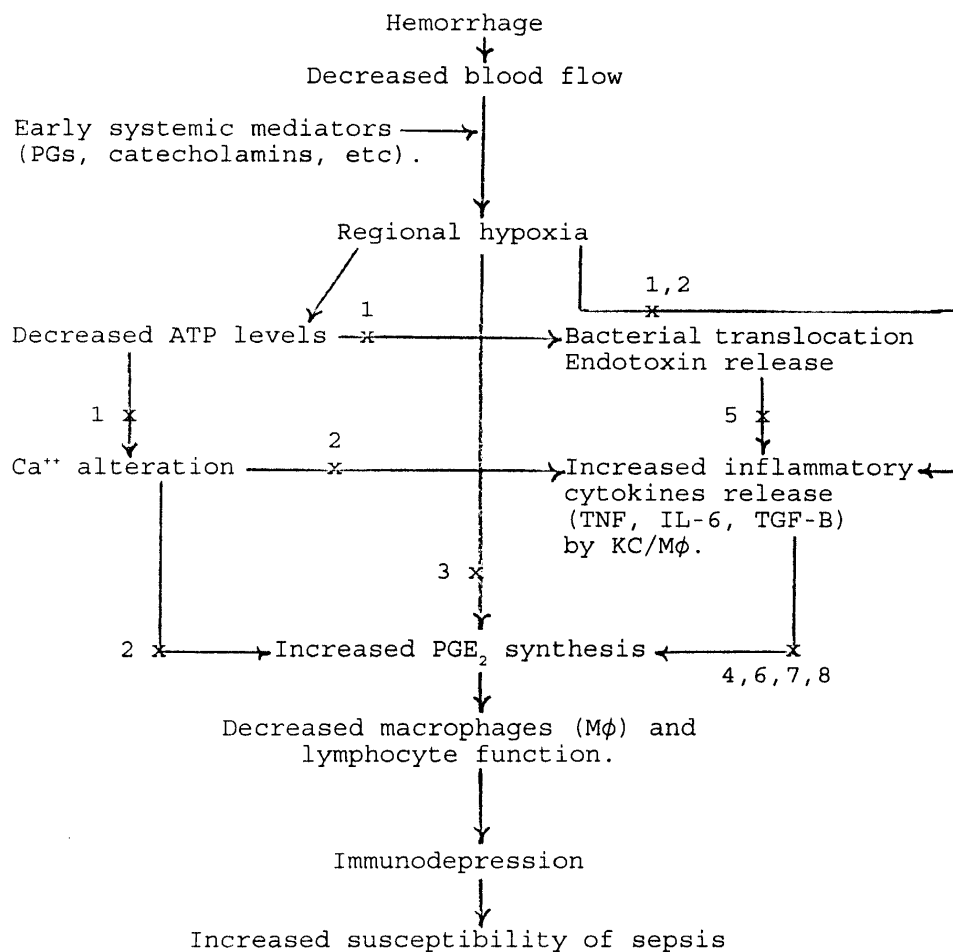 Hemorrhage
Decreased blood flow
Early systemic mediators
(PGs, catecholamins, etc).
Regional hypoxia
1,2
1
Decreased ATP levels
Bacterial translocation
Endotoxin release
1
5
2
Ca⁺⁺ alteration
Increased inflammatory
cytokines release
(TNF, IL-6, TGF-B)
by KC/Mϕ.
3
2
Increased PGE₂ synthesis
4,6,7,8
Decreased macrophages (Mϕ) and
lymphocyte function.
Immunodepression
Increased susceptibility of sepsis